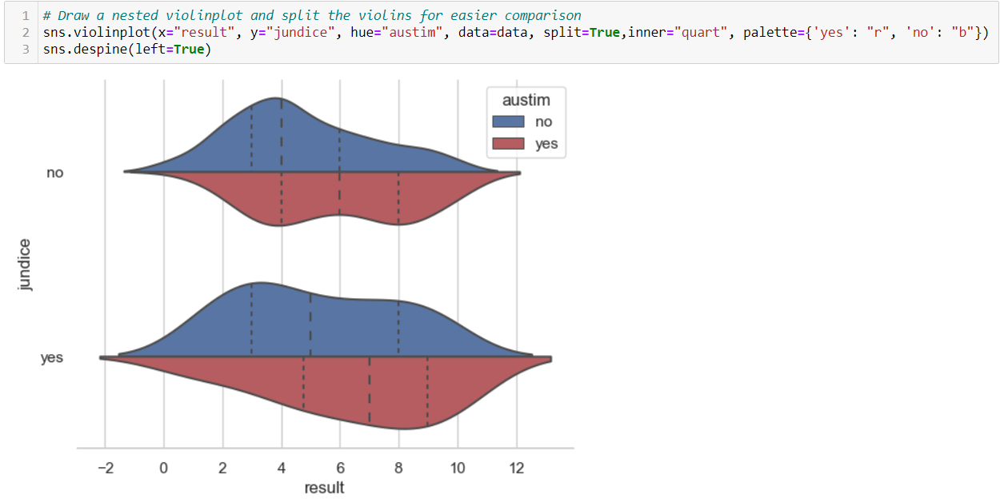 1 # Draw a nested violinplot and split the violins for easier comparison
2 sns.violinplot(x="result", y="jundice", hue="austim", data=data, split=True,inner="quart", palette={'yes': "r", 'no': "b"})
3 sns.despine(left=True)
austim
no
yes
no
jundice
yes
−2 0 2 4 6 8 10 12
result